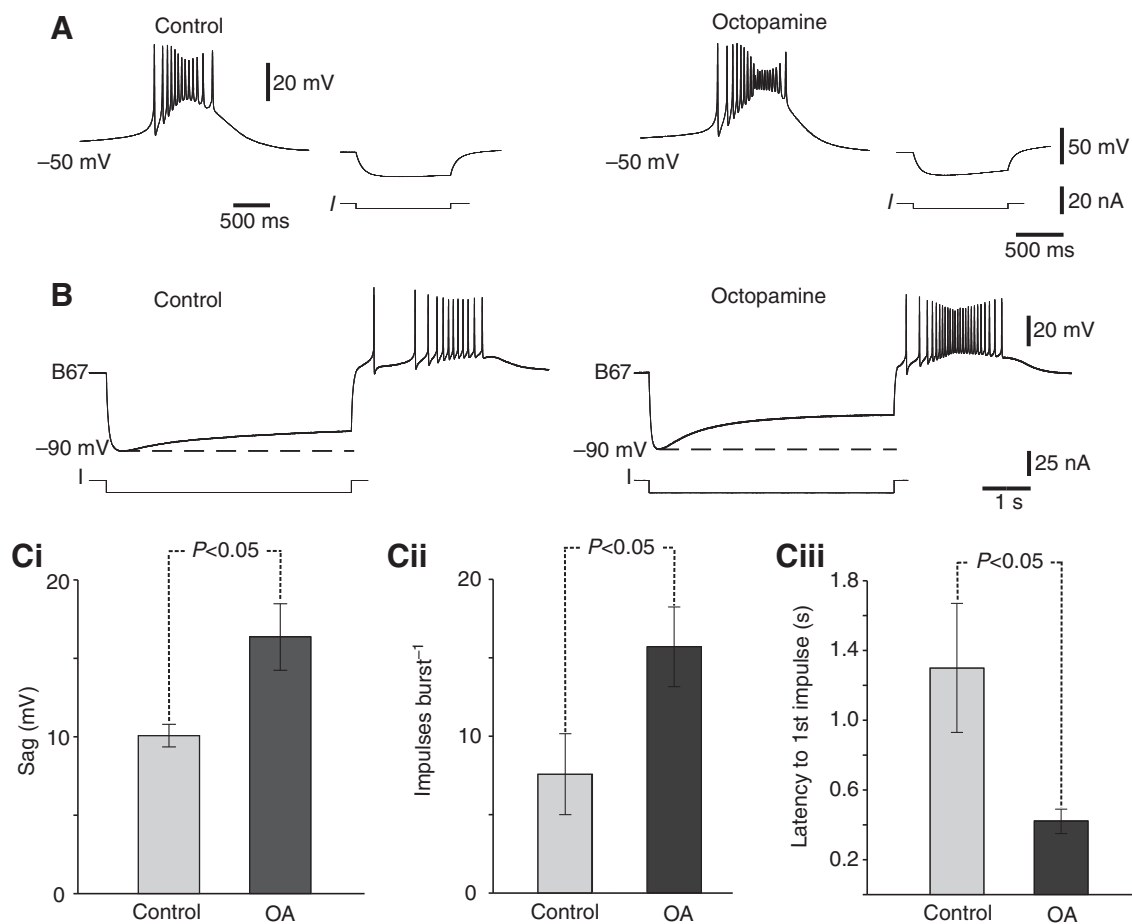 A
Control
20 mV
–50 mV
500 ms
I
Octopamine
–50 mV
50 mV
20 nA
500 ms
B
Control
B67
–90 mV
I
Octopamine
20 mV
B67
–90 mV
25 nA
I
1 s
Ci
P<0.05
20
10
0
Sag (mV)
Control
OA
Cii
P<0.05
20
10
0
Impulses burst⁻¹
Control
OA
Ciii
P<0.05
1.8
1.4
1.0
0.6
0.2
Latency to 1st impulse (s)
Control
OA